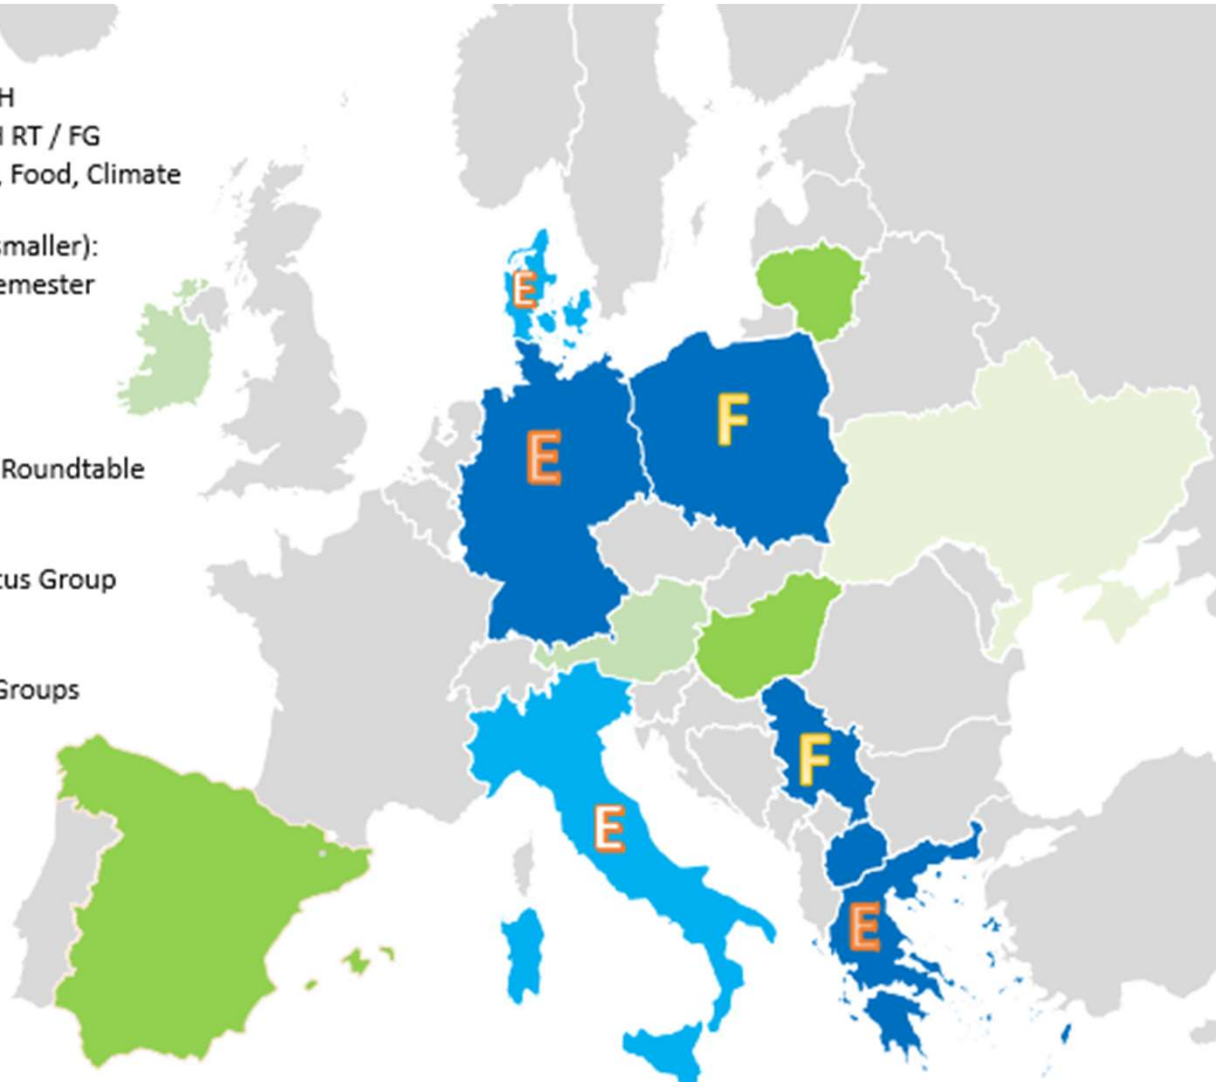 H
RT / FG
, Food, Climate
smaller):
emester
E
F
E
Roundtable
tus Group
Groups
F
E
E